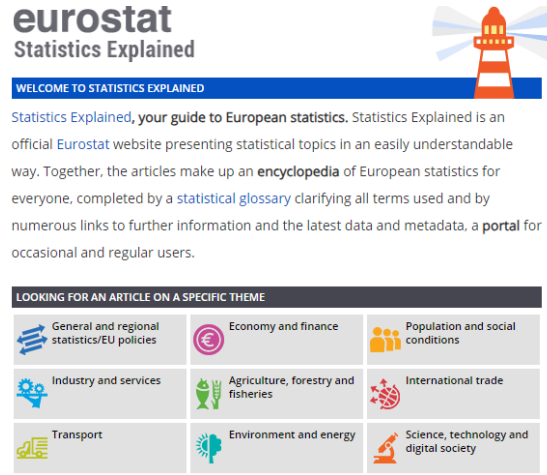 eurostat
Statistics Explained
WELCOME TO STATISTICS EXPLAINED
Statistics Explained, your guide to European statistics. Statistics Explained is an
official Eurostat website presenting statistical topics in an easily understandable
way. Together, the articles make up an encyclopedia of European statistics for
everyone, completed by a statistical glossary clarifying all terms used and by
numerous links to further information and the latest data and metadata, a portal for
occasional and regular users.
LOOKING FOR AN ARTICLE ON A SPECIFIC THEME
General and regional
statistics/EU policies
Economy and finance
Population and social
conditions
Industry and services
Agriculture, forestry and
fisheries
International trade
Transport
Environment and energy
Science, technology and
digital society